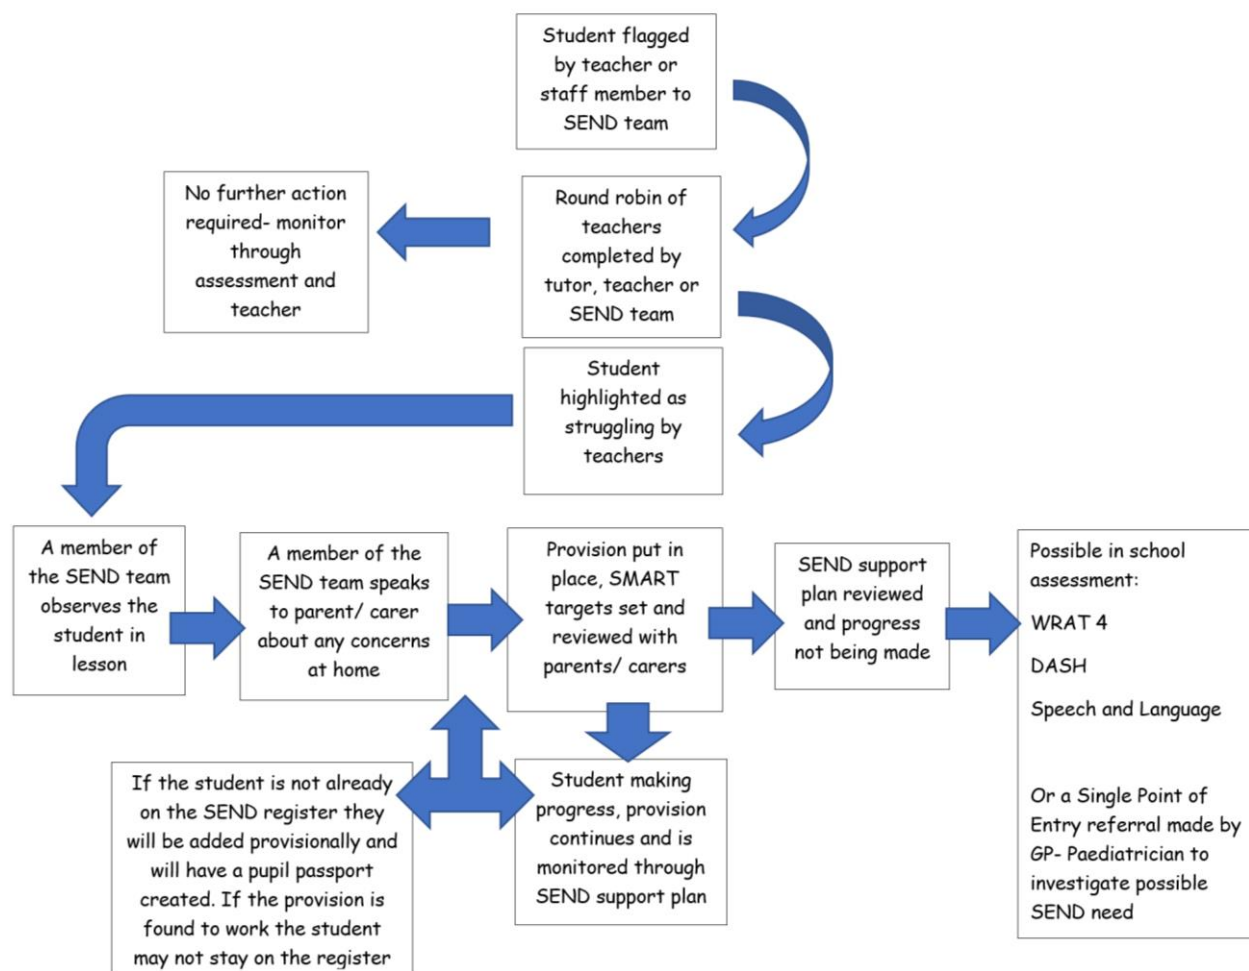 Student flagged
by teacher or
staff member to
SEND team
No further action
required- monitor
through
assessment and
teacher
Round robin of
teachers
completed by
tutor, teacher or
SEND team
Student
highlighted as
struggling by
teachers
A member of
the SEND team
observes the
student in
lesson
A member of the
SEND team speaks
to parent/ carer
about any concerns
at home
Provision put in
place, SMART
targets set and
reviewed with
parents/ carers
SEND support
plan reviewed
and progress
not being made
Possible in school
assessment:
WRAT 4
DASH
Speech and Language
Or a Single Point of
Entry referral made by
GP- Paediatrician to
investigate possible
SEND need
If the student is not already
on the SEND register they
will be added provisionally and
will have a pupil passport
created. If the provision is
found to work the student
may not stay on the register
Student making
progress, provision
continues and is
monitored through
SEND support plan